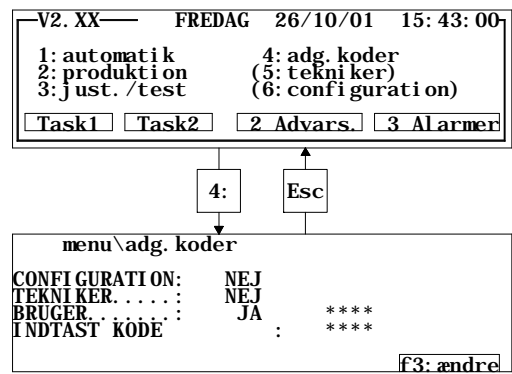 V2.XX FREDAG 26/10/01 15:43:00
1:automatik 4:adg.koder
2:produktion (5:tekniker)
3:just./test (6:configuration)
Task1 Task2 2 Advars. 3 Alarmer
4: Esc
menu\adg.koder
CONFIGURATION: NEJ
TEKNIKER.....: NEJ
BRUGER.......: JA ****
INDTAST KODE : ****
f3:ændre